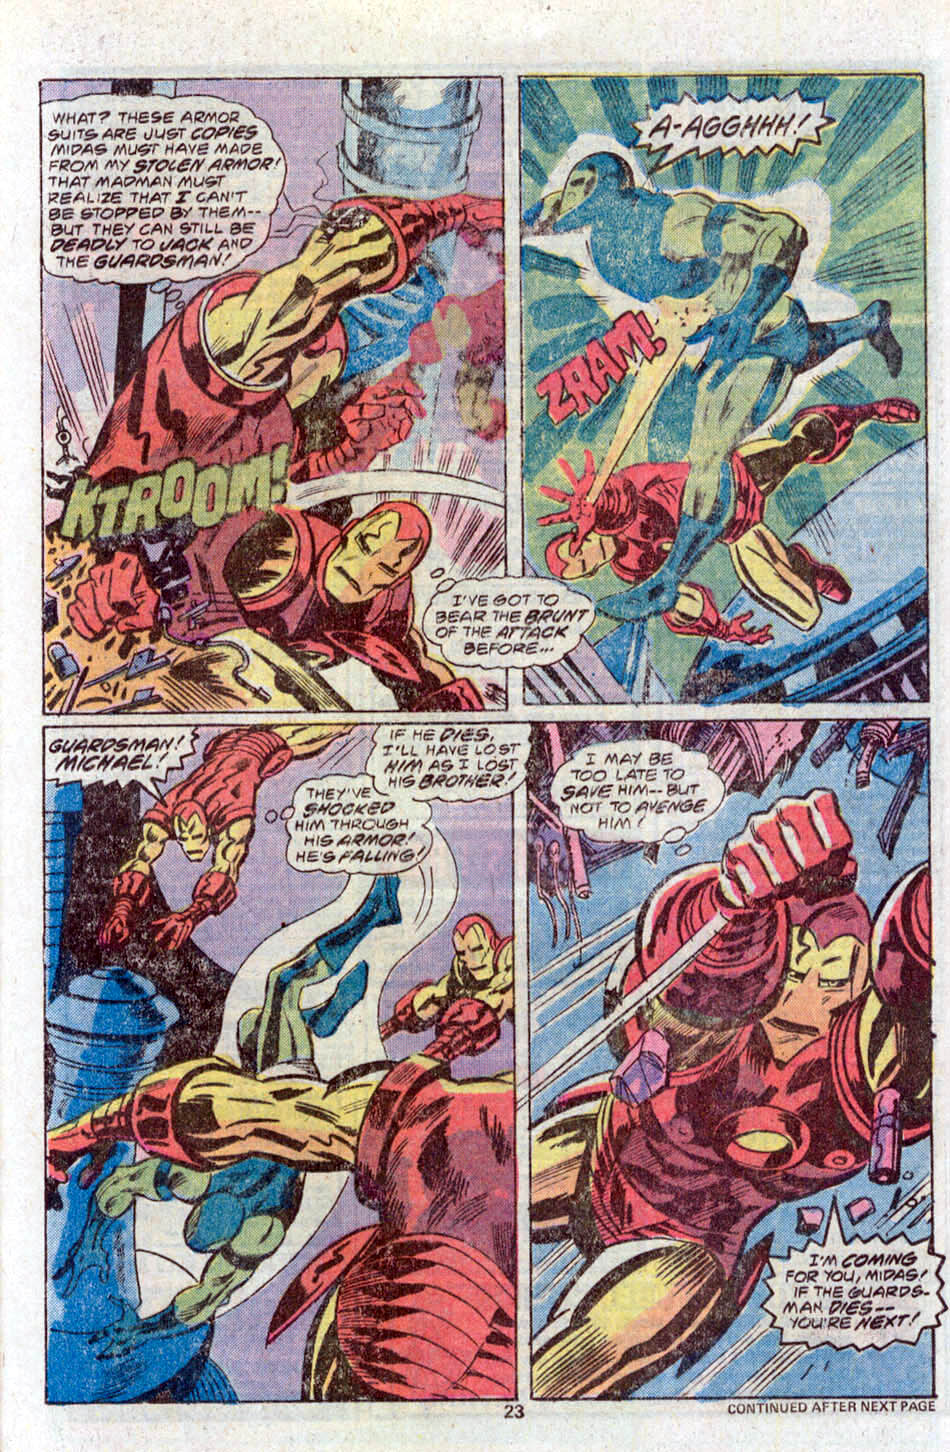 WHAT? THESE ARMOR
SUITS ARE JUST COPIES
MIDAS MUST HAVE MADE
FROM MY STOLEN ARMOR!
THAT MADMAN MUST
REALIZE THAT I CAN'T
BE STOPPED BY THEM--
BUT THEY CAN STILL BE
DEADLY TO JACK AND
THE GUARDSMAN!
KTROOM!
I'VE GOT TO
BEAR THE BRUNT
OF THE ATTACK
BEFORE...
A-AGGHHH!
ZRAM!
GUARDSMAN!
MICHAEL!
THEY'VE
SHOCKED
HIM THROUGH
HIS ARMOR!
HE'S FALLING!
IF HE DIES,
I'LL HAVE LOST
HIM AS I LOST
HIS BROTHER!
I MAY BE
TOO LATE TO
SAVE HIM--BUT
NOT TO AVENGE
HIM!
I'M COMING
FOR YOU, MIDAS!
IF THE GUARDS-
MAN DIES--
YOU'RE NEXT!
23
CONTINUED AFTER NEXT PAGE